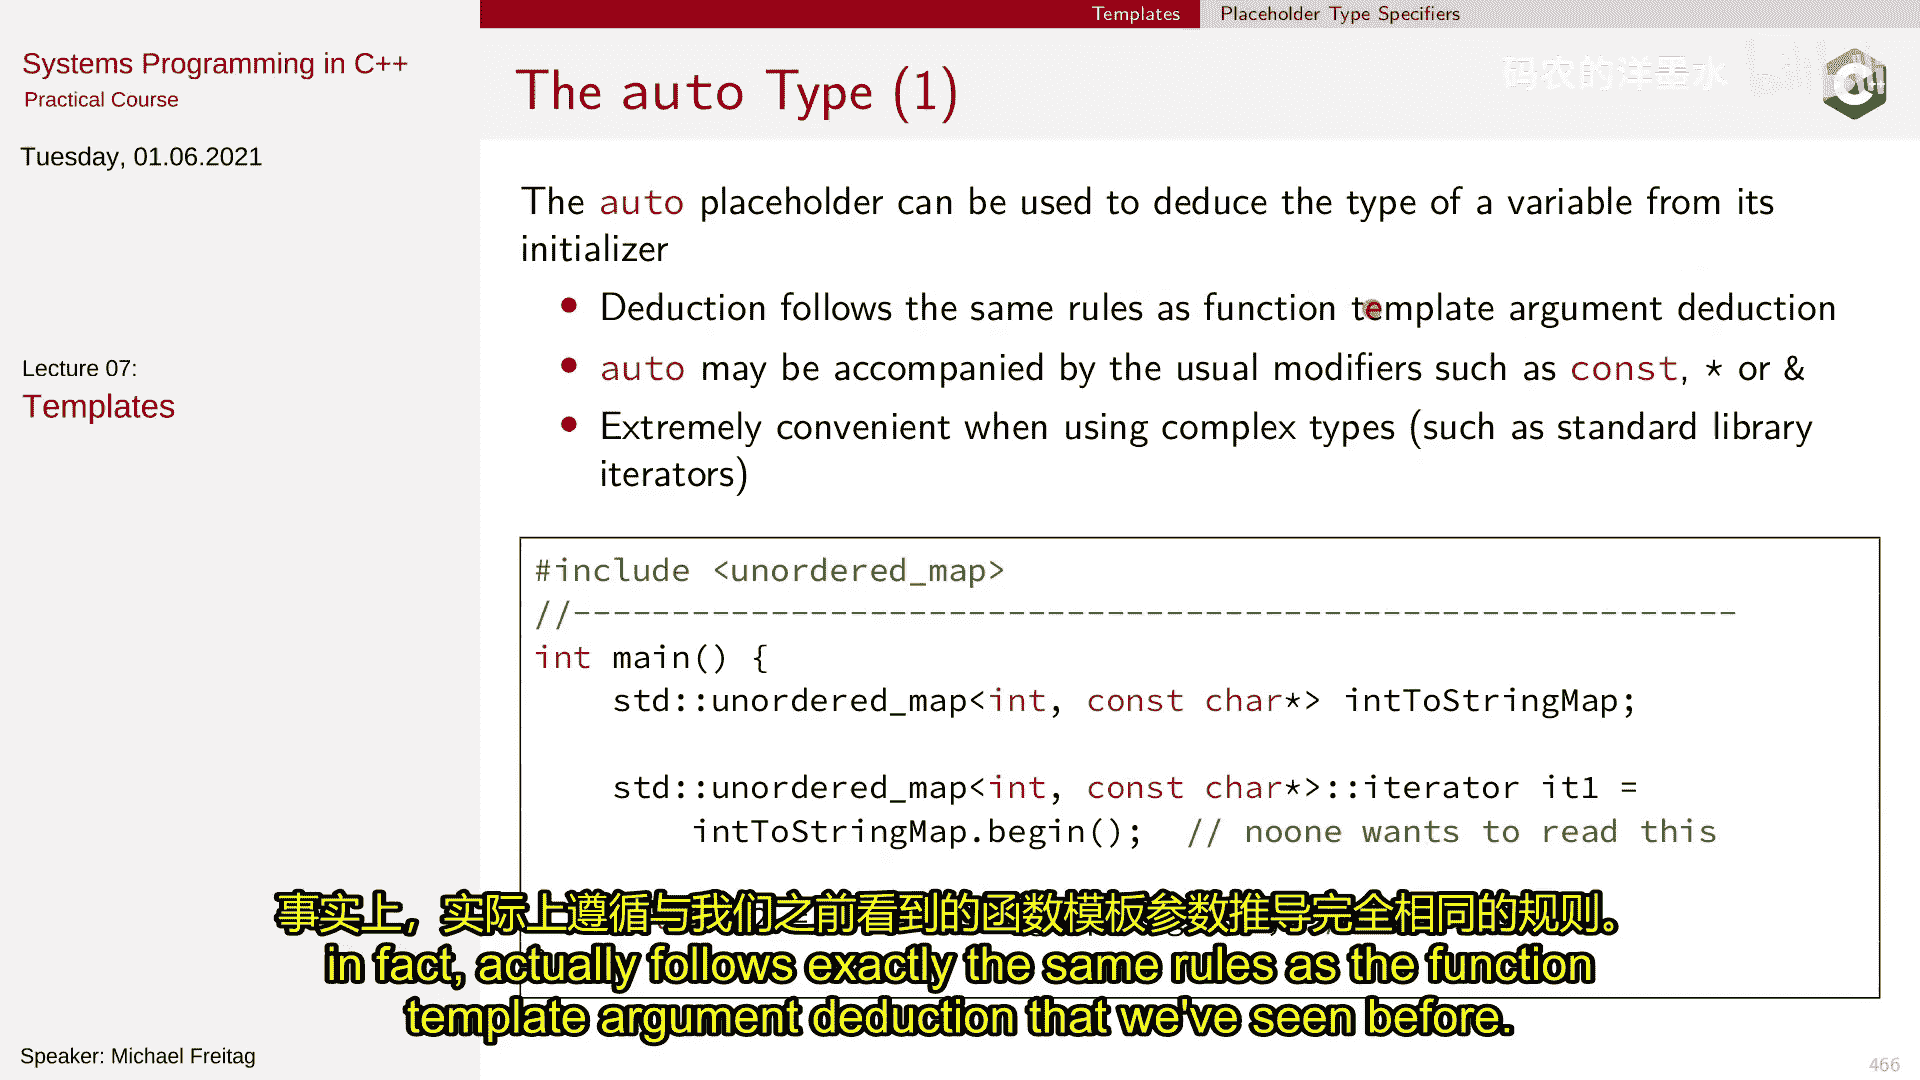 Templates
Placeholder Type Specifiers
Systems Programming in C++
Practical Course
Tuesday, 01.06.2021
Lecture 07:
Templates
Speaker: Michael Freitag
码农的洋墨水
The auto Type (1)
The auto placeholder can be used to deduce the type of a variable from its
initializer
• Deduction follows the same rules as function template argument deduction
• auto may be accompanied by the usual modifiers such as const, * or &
• Extremely convenient when using complex types (such as standard library
iterators)
#include <unordered_map>
//-----------------------------------------------------------
int main() {
std::unordered_map<int, const char*> intToStringMap;
std::unordered_map<int, const char*>::iterator it1 =
intToStringMap.begin();  // noone wants to read this
事实上，实际上遵循与我们之前看到的函数模板参数推导完全相同的规则。
in fact, actually follows exactly the same rules as the function
template argument deduction that we've seen before.
466